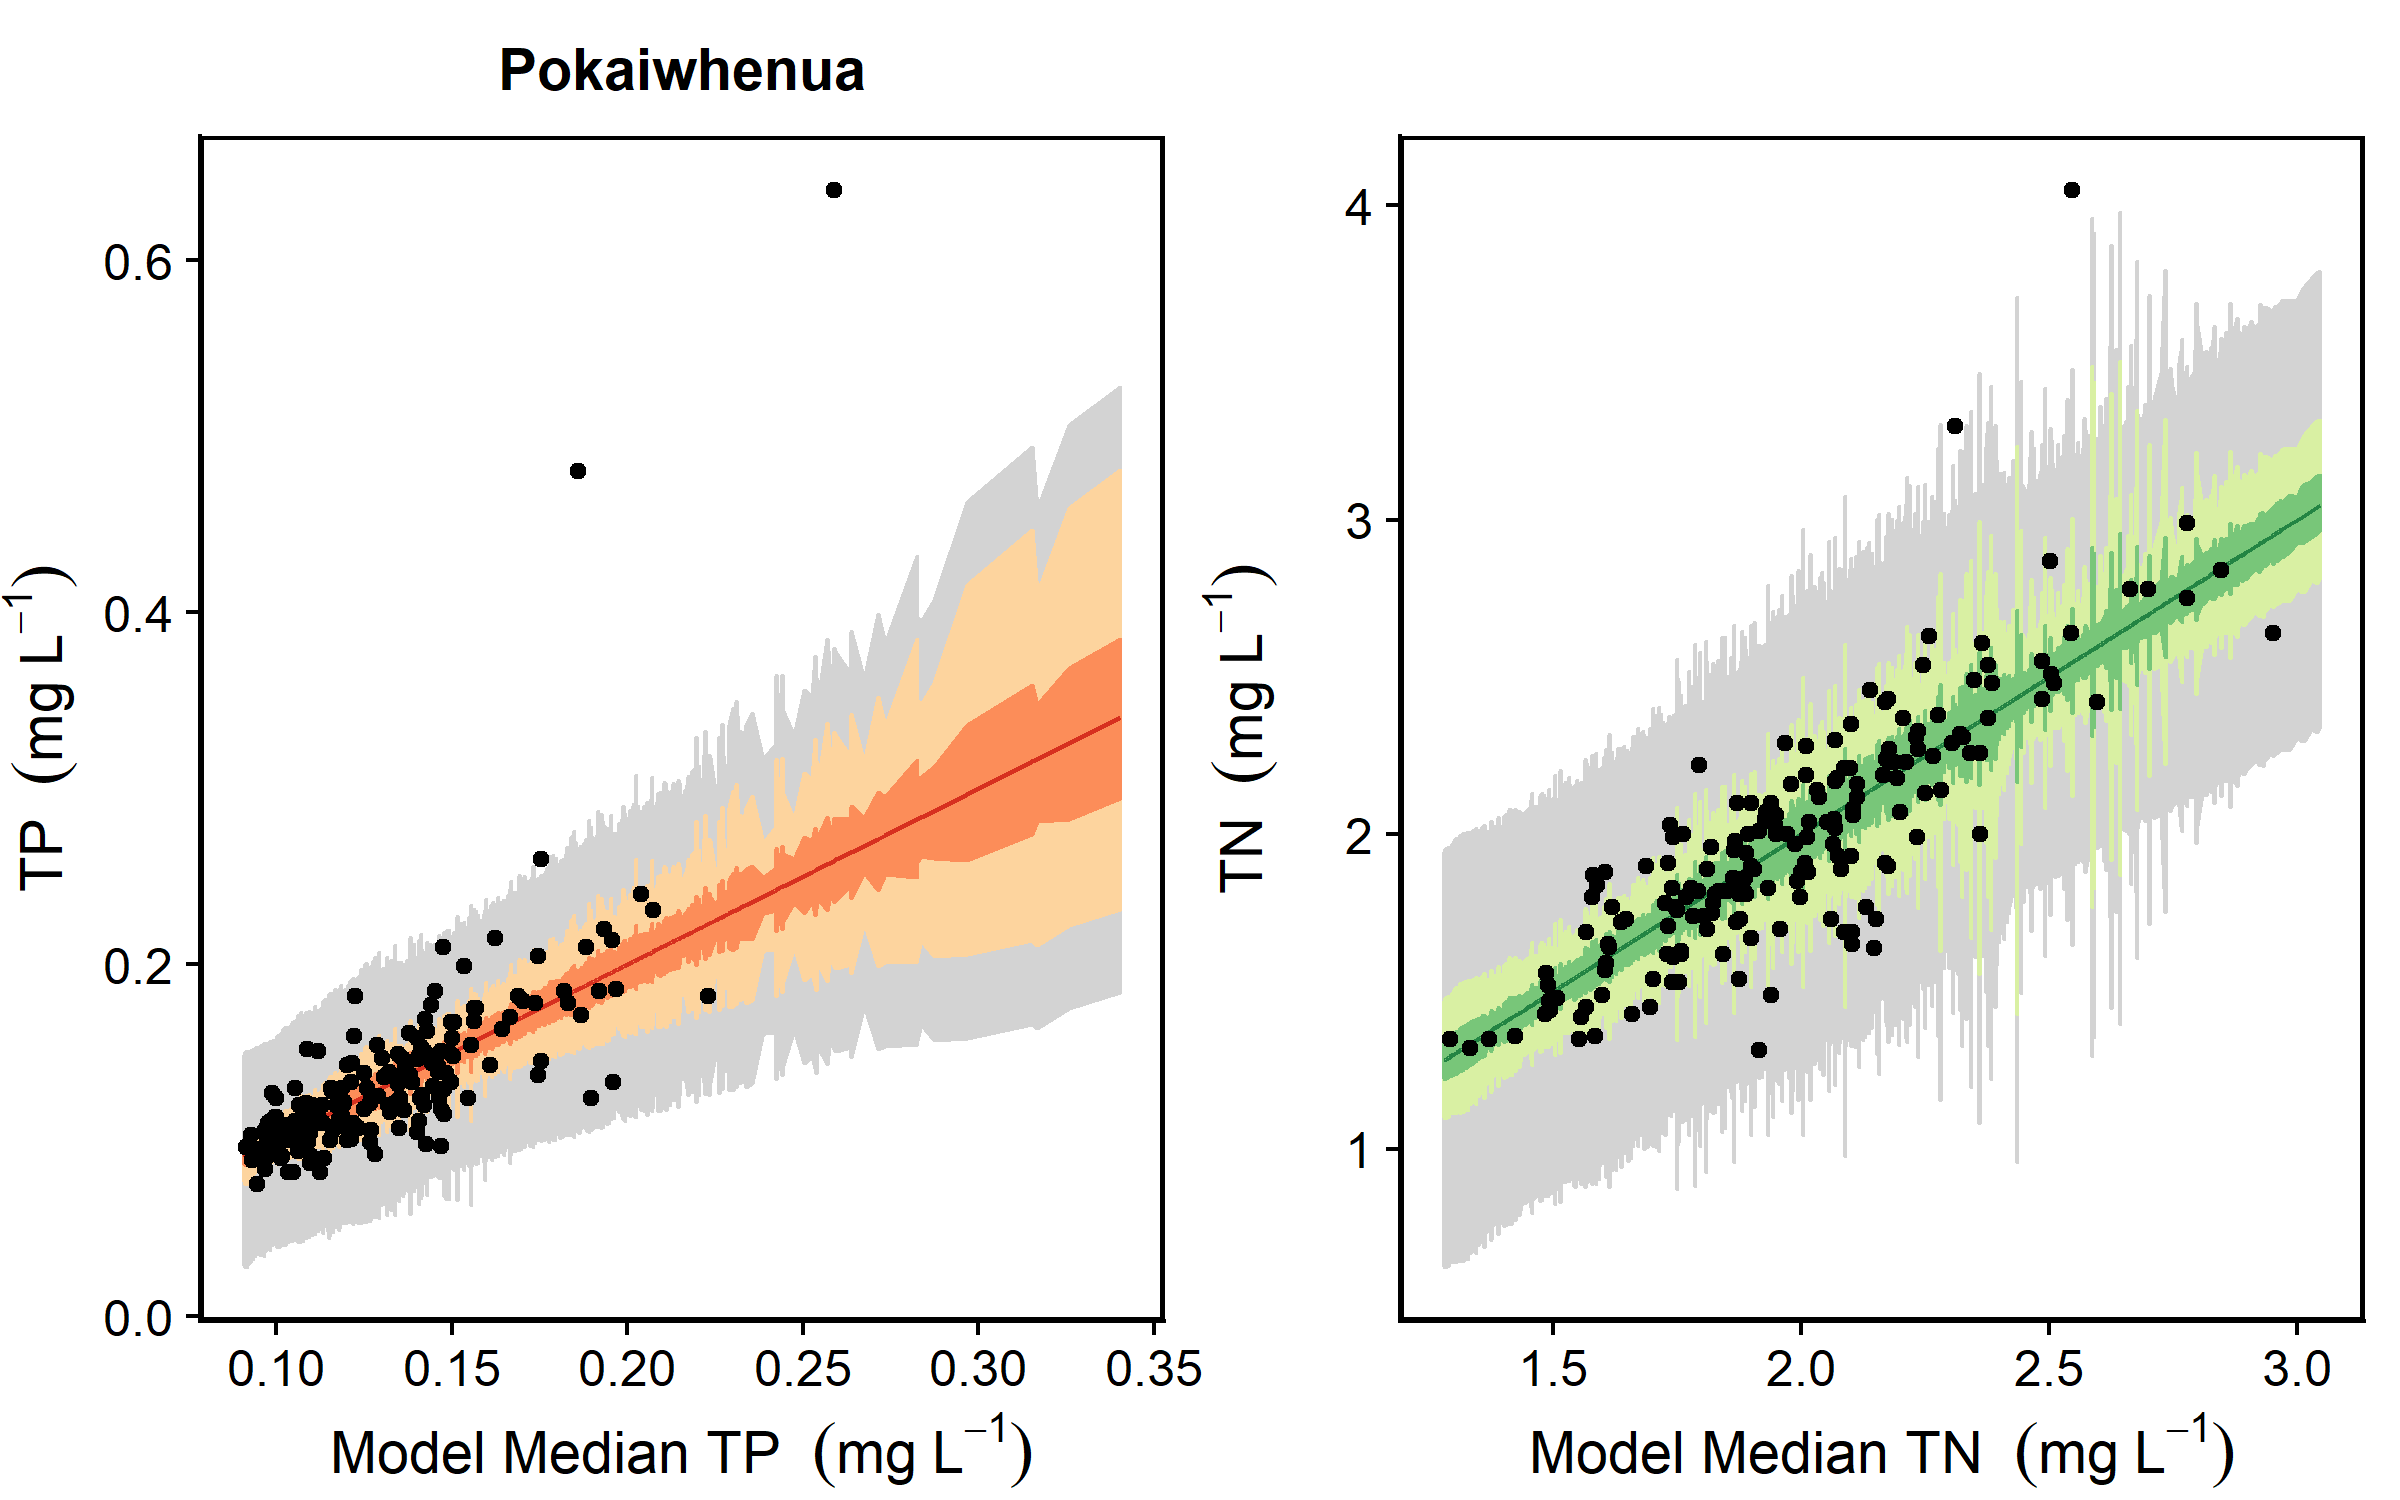 Pokaiwhenua
TP (mg L⁻¹)
0.6
0.4
0.2
0.0
0.10 0.15 0.20 0.25 0.30 0.35
Model Median TP (mg L⁻¹)
TN (mg L⁻¹)
4
3
2
1
1.5 2.0 2.5 3.0
Model Median TN (mg L⁻¹)